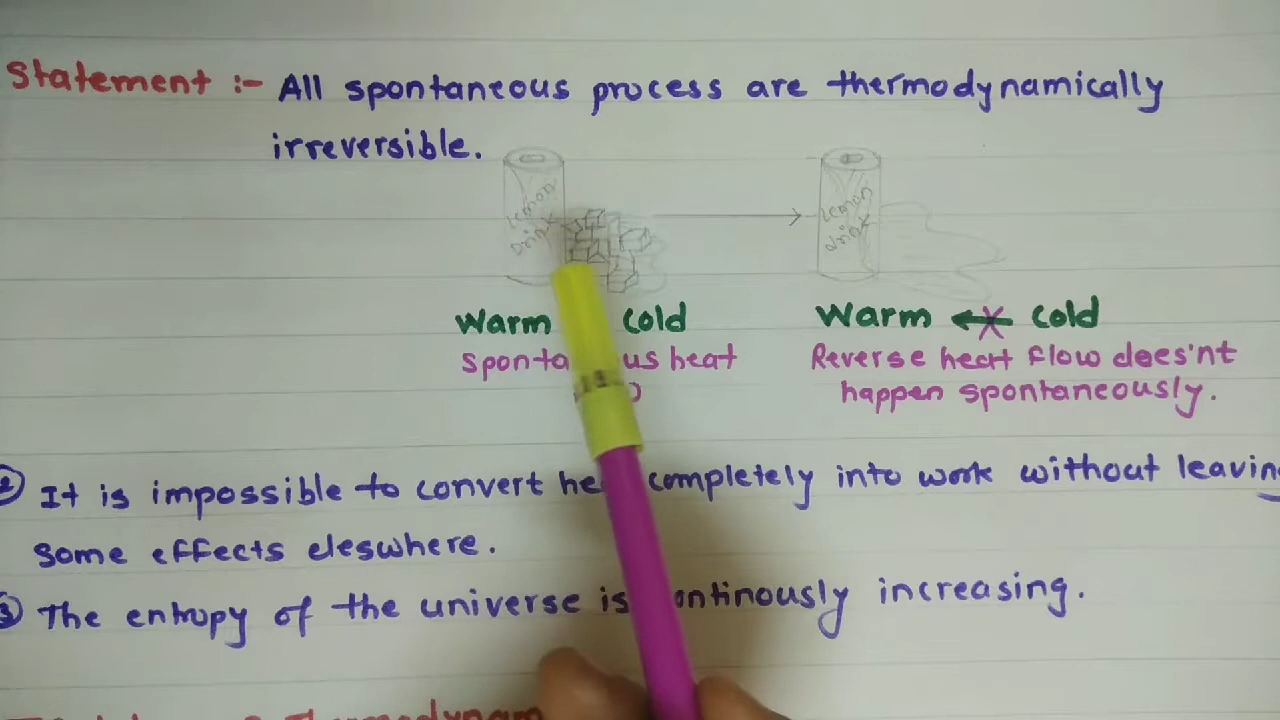 Statement :- All spontaneous process are thermodynamically
irreversible.
Lemon drink
Lemon drink
Warm cold
Warm cold
Reverse heat flow does'nt
happen spontaneously.
It is impossible to convert completely into work without
Some effects eleswhere.
③ The entropy of the universe is increasing.